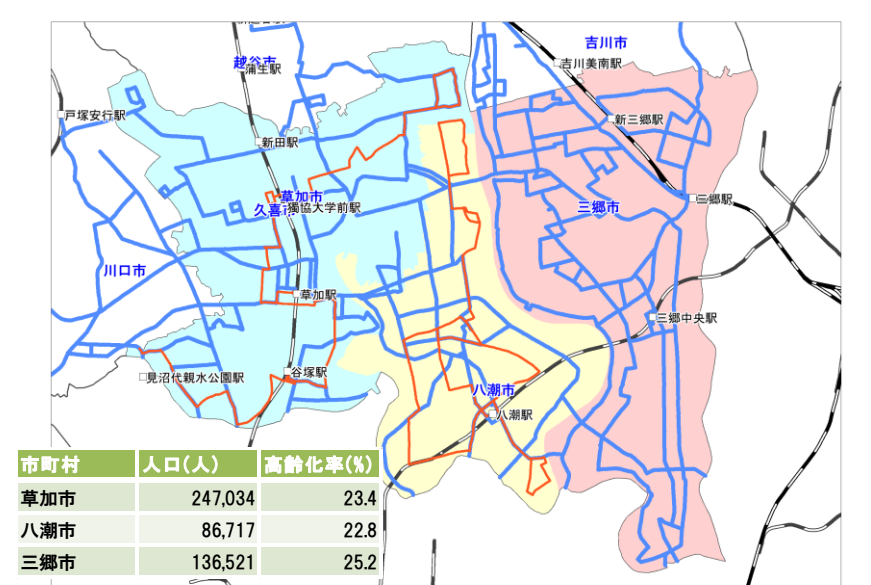 吉川市
越谷市
蒲生駅
吉川美南駅
戸塚安行駅
新三郷駅
新田駅
草加市
三郷駅
久喜市
獨協大学前駅
三郷市
川口市
草加駅
三郷中央駅
谷塚駅
見沼代親水公園駅
八潮市
八潮駅
市町村 人口(人) 高齢化率(%)
草加市 247,034 23.4
八潮市 86,717 22.8
三郷市 136,521 25.2